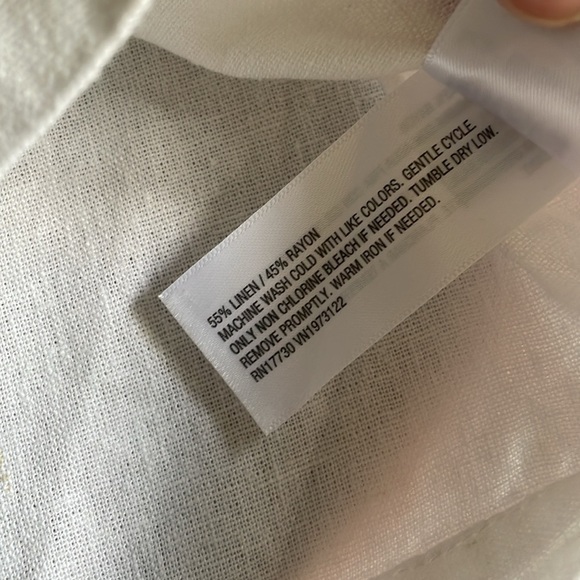 55% LINEN / 45% RAYON
MACHINE WASH COLD WITH LIKE COLORS. GENTLE CYCLE.
ONLY NON CHLORINE BLEACH IF NEEDED. TUMBLE DRY LOW.
REMOVE PROMPTLY. WARM IRON IF NEEDED.
RN17730 VN1973122